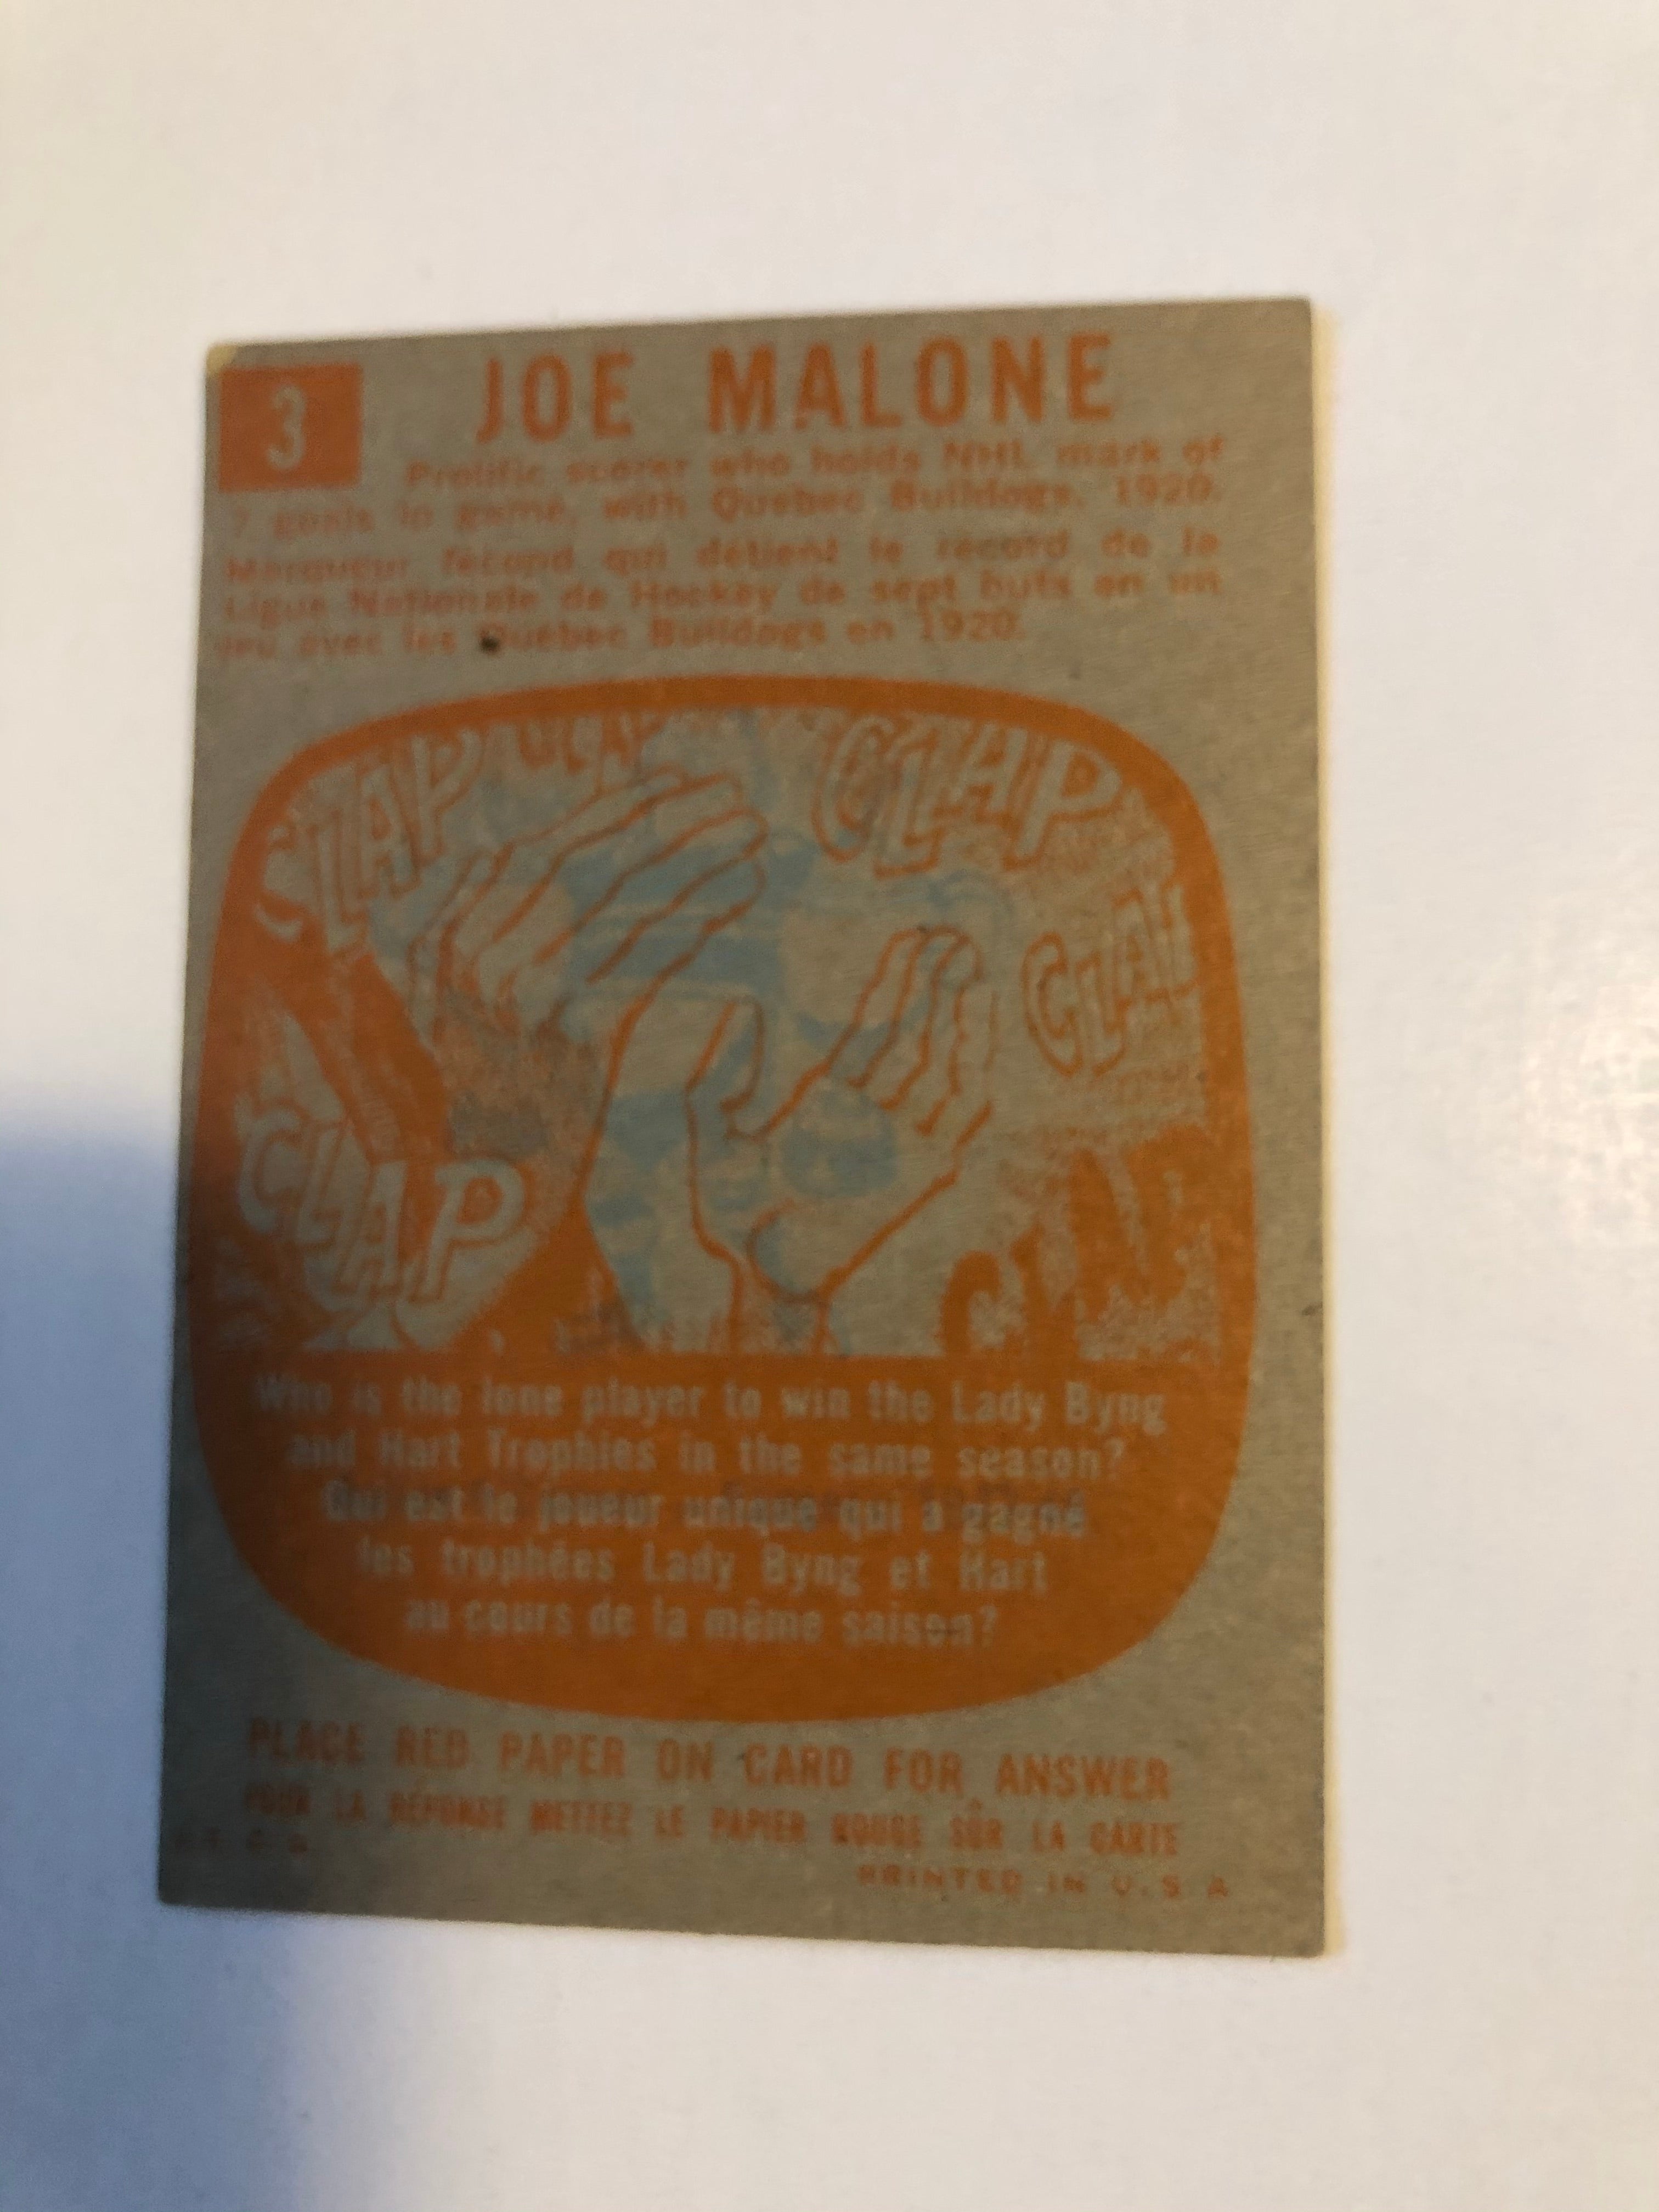 3
JOE MALONE
Prolific scorer who holds NHL mark of
7 goals in game, with Quebec Bulldogs, 1920.
Marqueur fecond qui détient le record de la
Ligue Nationale de Hockey de sept buts en un
jeu avec les Québec Bulldogs en 1920.
CLAP
CLAP
CLAP
CLAP
CLAP
Who is the lone player to win the Lady Byng
and Hart Trophies in the same season?
Qui est le joueur unique qui a gagné
les trophées Lady Byng et Hart
au cours de la même saison?
PLACE RED PAPER ON CARD FOR ANSWER
POUR LA RÉPONSE METTEZ LE PAPIER ROUGE SÛR LA CARTE
PRINTED IN U.S.A